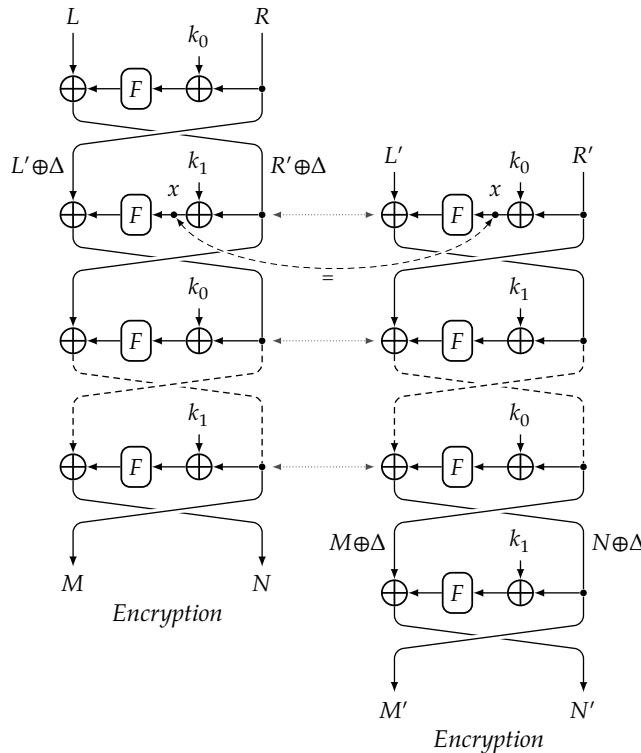 L R
k₀
F
L′⊕Δ R′⊕Δ L′ R′
k₁ k₀
x x
F F
=
k₀ k₁
F F
k₁ k₀
F F
M⊕Δ N⊕Δ
k₁
M N
F
Encryption
M′ N′
Encryption